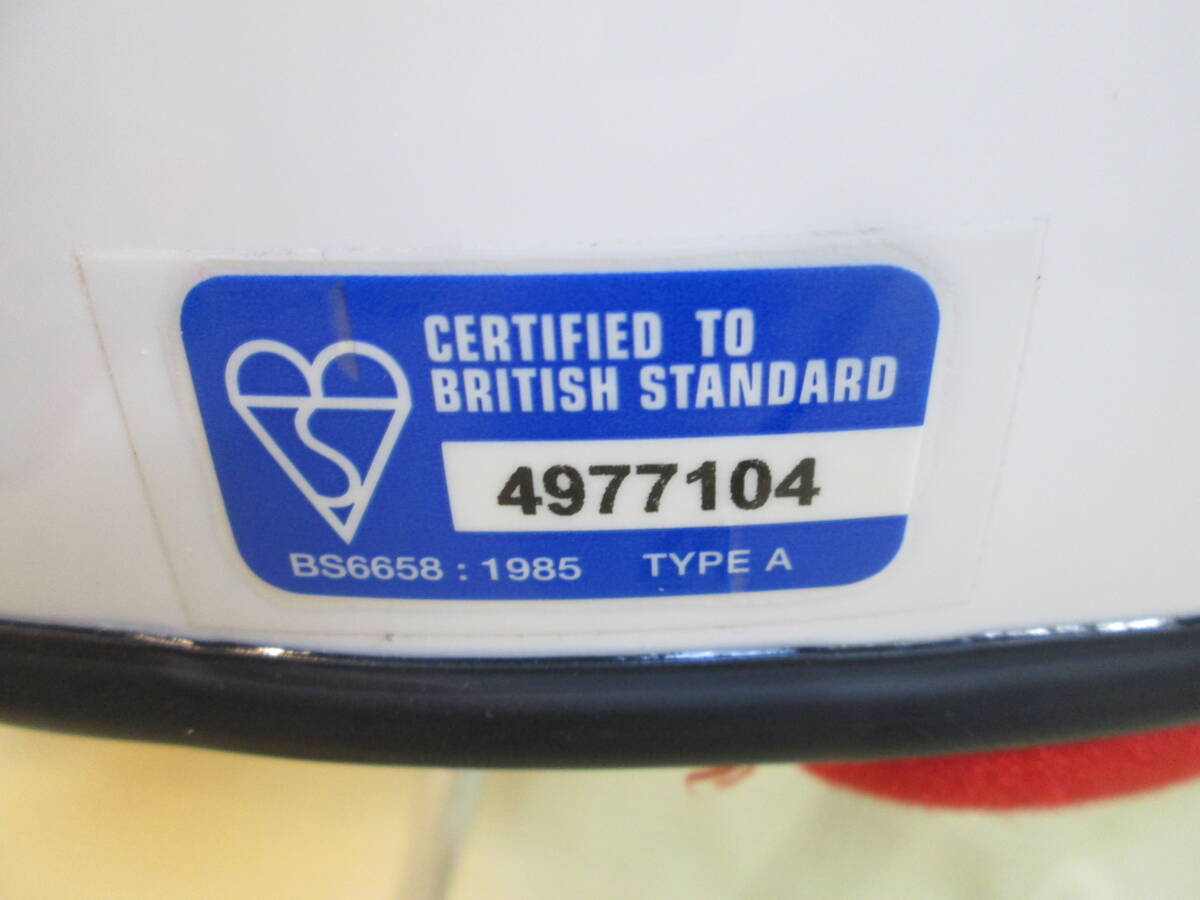 CERTIFIED TO
BRITISH STANDARD
4977104
BS6658 : 1985 TYPE A